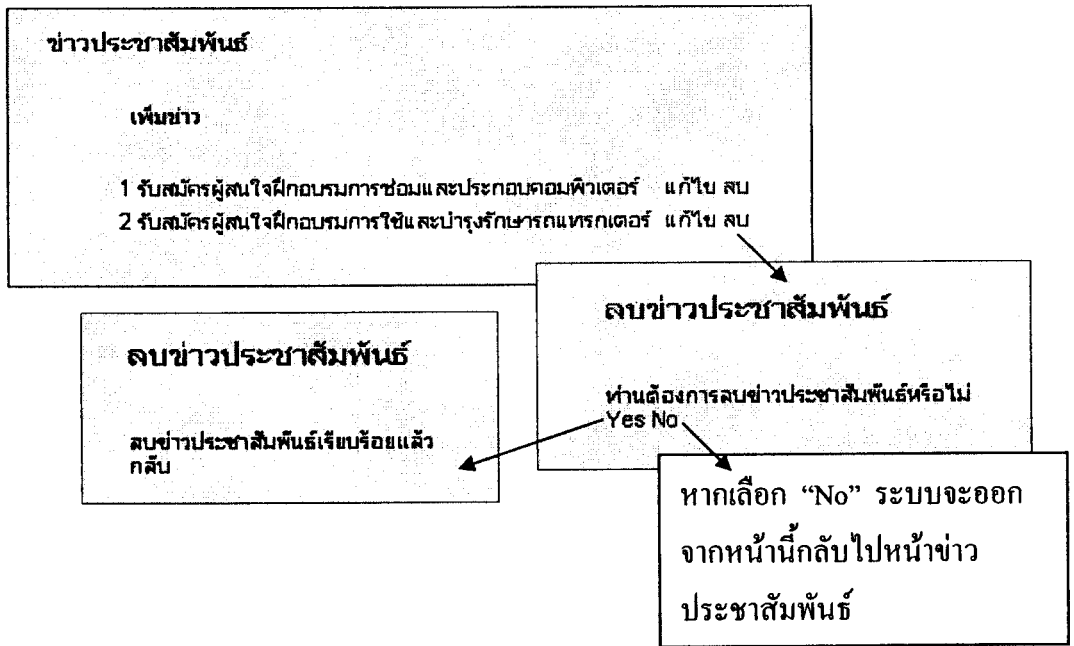 ข่าวประชาสัมพันธ์
เพิ่มข่าว
1 รับสมัครผู้สนใจฝึกอบรมการซ่อมและประกอบคอมพิวเตอร์ แก้ไข ลบ
2 รับสมัครผู้สนใจฝึกอบรมการใช้และบำรุงรักษารถแทรกเตอร์ แก้ไข ลบ
ลบข่าวประชาสัมพันธ์
ท่านต้องการลบข่าวประชาสัมพันธ์หรือไม่
Yes No
ลบข่าวประชาสัมพันธ์
ลบข่าวประชาสัมพันธ์เรียบร้อยแล้ว
กลับ
หากเลือก “No” ระบบจะออก
จากหน้านี้กลับไปหน้าข่าว
ประชาสัมพันธ์